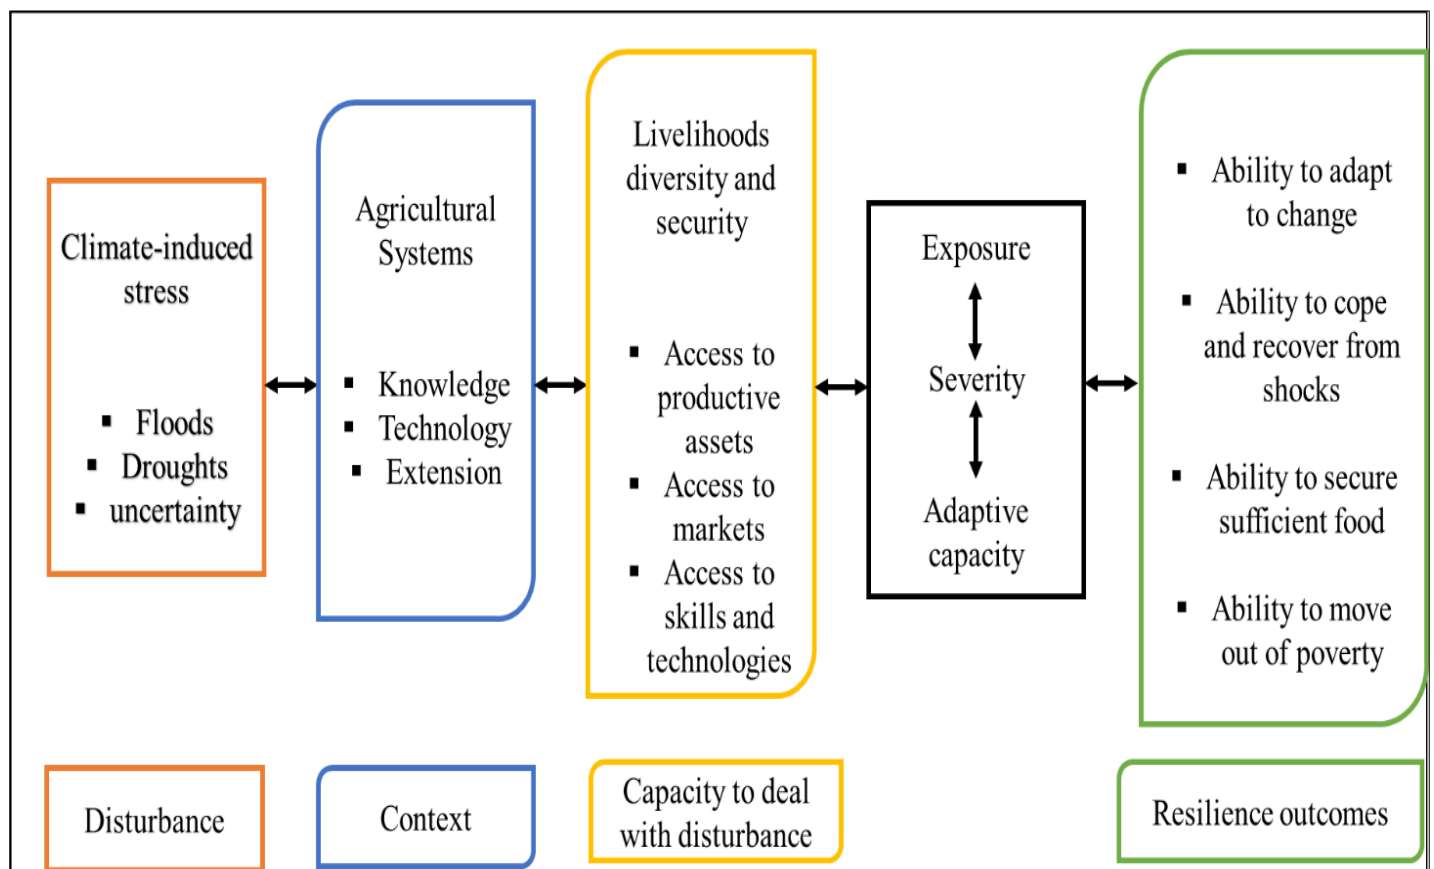 Climate-induced
stress
▪ Floods
▪ Droughts
▪ uncertainty
Agricultural
Systems
▪ Knowledge
▪ Technology
▪ Extension
Livelihoods
diversity and
security
▪ Access to
productive
assets
▪ Access to
markets
▪ Access to
skills and
technologies
Exposure
Severity
Adaptive
capacity
▪ Ability to adapt
to change
▪ Ability to cope
and recover from
shocks
▪ Ability to secure
sufficient food
▪ Ability to move
out of poverty
Disturbance
Context
Capacity to deal
with disturbance
Resilience outcomes